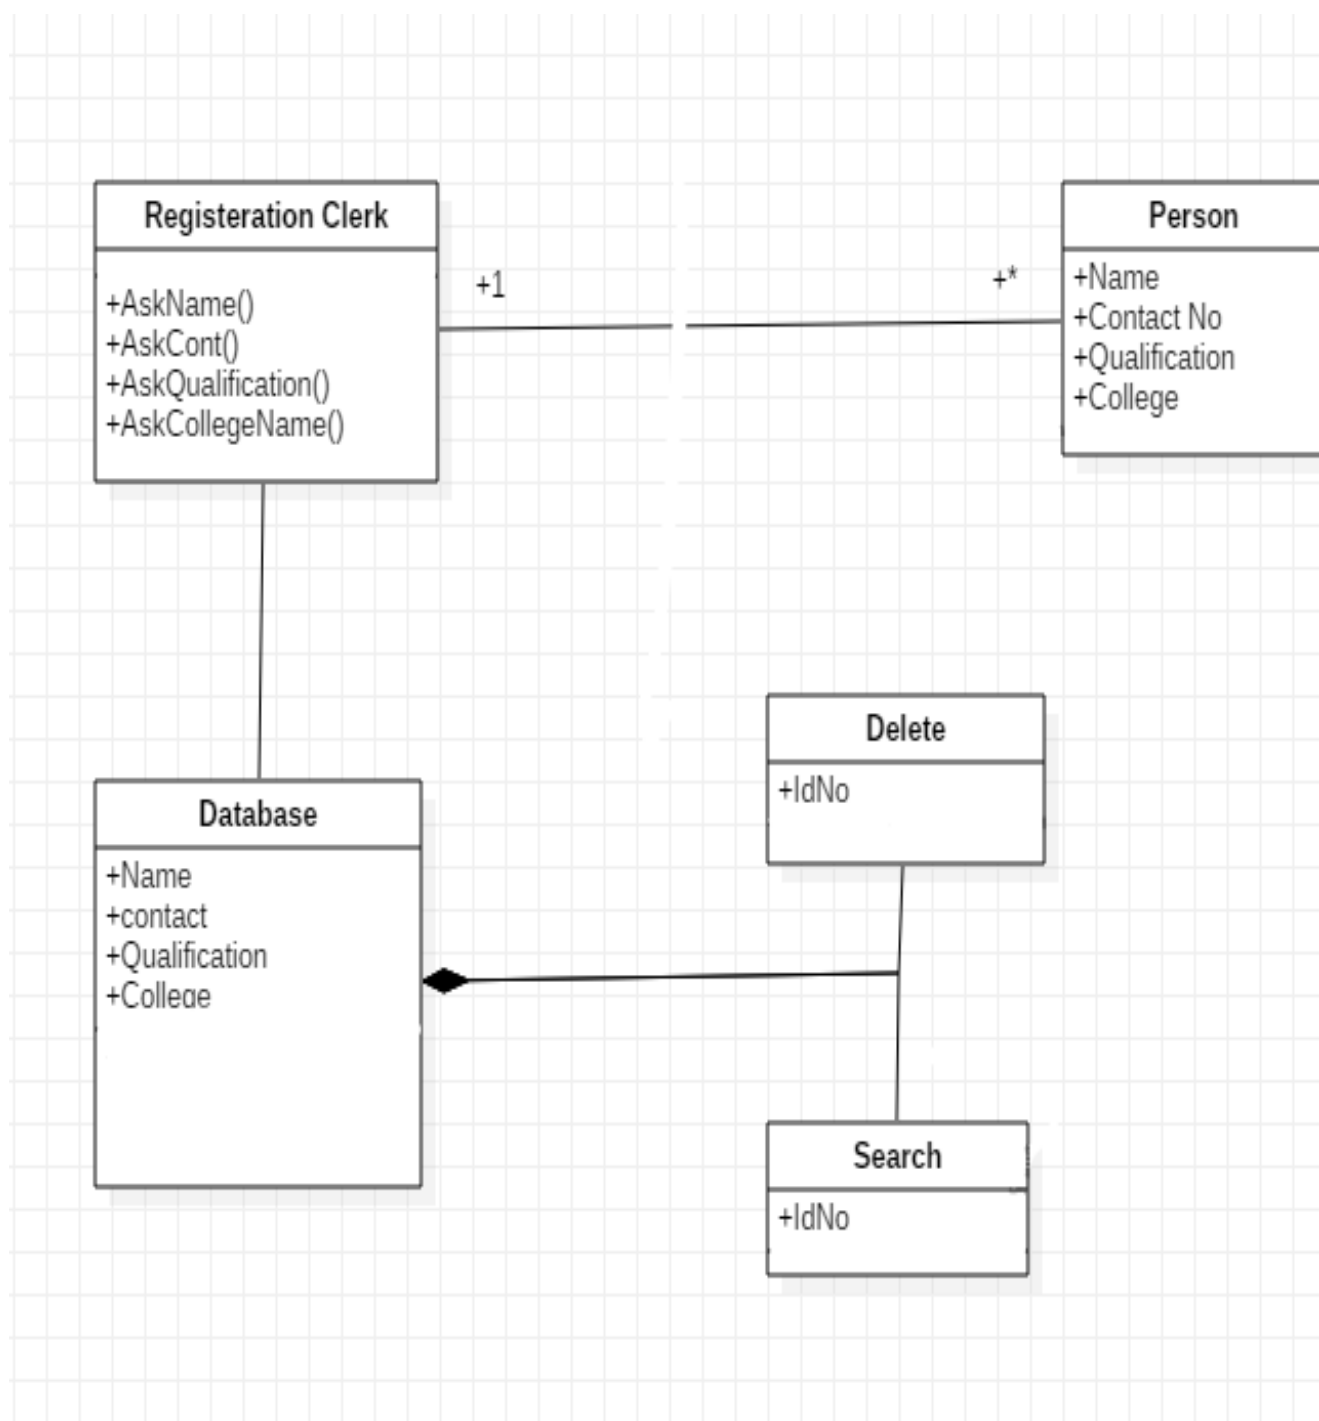 Registeration Clerk
+AskName()
+AskCont()
+AskQualification()
+AskCollegeName()
+1
+*
Person
+Name
+Contact No
+Qualification
+College
Database
+Name
+contact
+Qualification
+College
Delete
+IdNo
Search
+IdNo